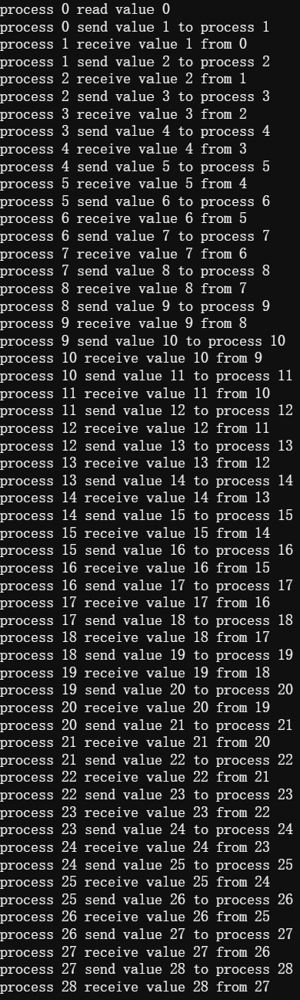 process 0 read value 0
process 0 send value 1 to process 1
process 1 receive value 1 from 0
process 1 send value 2 to process 2
process 2 receive value 2 from 1
process 2 send value 3 to process 3
process 3 receive value 3 from 2
process 3 send value 4 to process 4
process 4 receive value 4 from 3
process 4 send value 5 to process 5
process 5 receive value 5 from 4
process 5 send value 6 to process 6
process 6 receive value 6 from 5
process 6 send value 7 to process 7
process 7 receive value 7 from 6
process 7 send value 8 to process 8
process 8 receive value 8 from 7
process 8 send value 9 to process 9
process 9 receive value 9 from 8
process 9 send value 10 to process 10
process 10 receive value 10 from 9
process 10 send value 11 to process 11
process 11 receive value 11 from 10
process 11 send value 12 to process 12
process 12 receive value 12 from 11
process 12 send value 13 to process 13
process 13 receive value 13 from 12
process 13 send value 14 to process 14
process 14 receive value 14 from 13
process 14 send value 15 to process 15
process 15 receive value 15 from 14
process 15 send value 16 to process 16
process 16 receive value 16 from 15
process 16 send value 17 to process 17
process 17 receive value 17 from 16
process 17 send value 18 to process 18
process 18 receive value 18 from 17
process 18 send value 19 to process 19
process 19 receive value 19 from 18
process 19 send value 20 to process 20
process 20 receive value 20 from 19
process 20 send value 21 to process 21
process 21 receive value 21 from 20
process 21 send value 22 to process 22
process 22 receive value 22 from 21
process 22 send value 23 to process 23
process 23 receive value 23 from 22
process 23 send value 24 to process 24
process 24 receive value 24 from 23
process 24 send value 25 to process 25
process 25 receive value 25 from 24
process 25 send value 26 to process 26
process 26 receive value 26 from 25
process 26 send value 27 to process 27
process 27 receive value 27 from 26
process 27 send value 28 to process 28
process 28 receive value 28 from 27